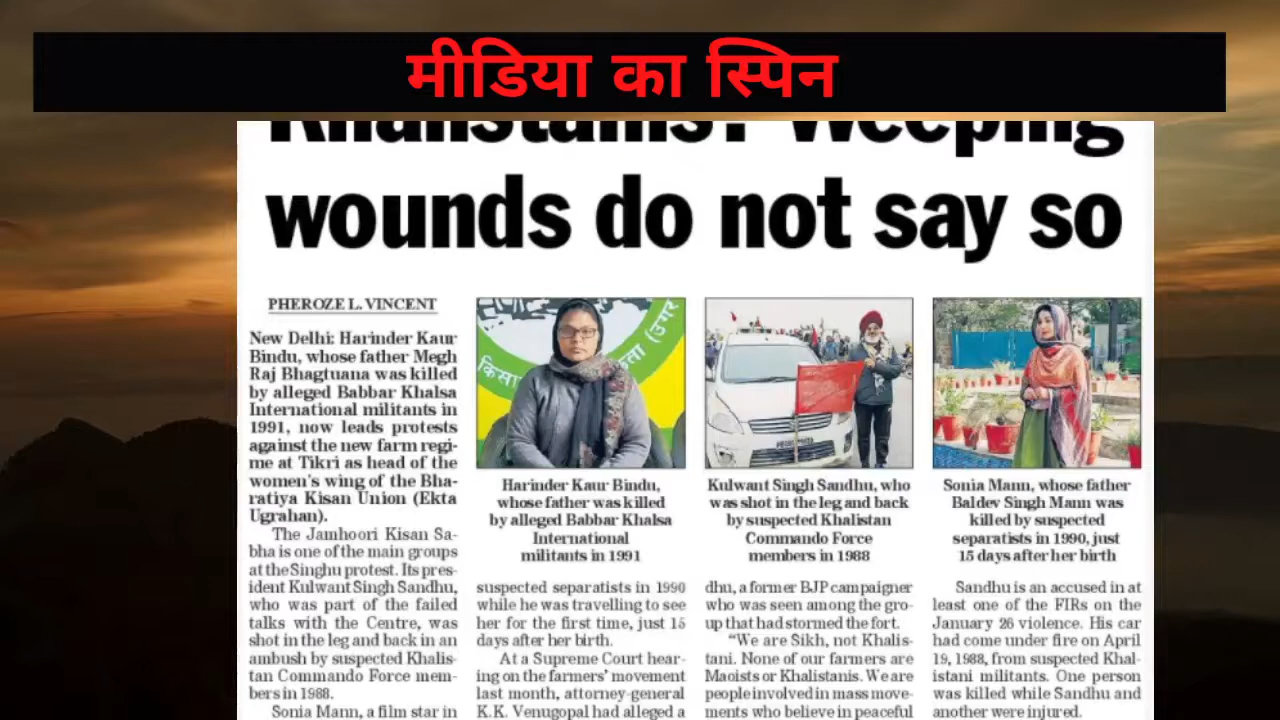 मीडिया का स्पिन
Khalistanis? Weeping
wounds do not say so
PHEROZE L. VINCENT
New Delhi: Harinder Kaur
Bindu, whose father Megh
Raj Bhagtuana was killed
by alleged Babbar Khalsa
International militants in
1991, now leads protests
against the new farm regi-
me at Tikri as head of the
women's wing of the Bha-
ratiya Kisan Union (Ekta
Ugrahan).
The Jamhoori Kisan Sa-
bha is one of the main groups
at the Singhu protest. Its pres-
ident Kulwant Singh Sandhu,
who was part of the failed
talks with the Centre, was
shot in the leg and back in an
ambush by suspected Khalis-
tan Commando Force mem-
bers in 1988.
Sonia Mann, a film star in
Harinder Kaur Bindu,
whose father was killed
by alleged Babbar Khalsa
International
militants in 1991
suspected separatists in 1990
while he was travelling to see
her for the first time, just 15
days after her birth.
At a Supreme Court hear-
ing on the farmers' movement
last month, attorney-general
K.K. Venugopal had alleged a
Kulwant Singh Sandhu, who
was shot in the leg and back
by suspected Khalistan
Commando Force
members in 1988
dhu, a former BJP campaigner
who was seen among the gro-
up that had stormed the fort.
"We are Sikh, not Khalis-
tani. None of our farmers are
Maoists or Khalistanis. We are
people involved in mass move-
ments who believe in peaceful
Sonia Mann, whose father
Baldev Singh Mann was
killed by suspected
separatists in 1990, just
15 days after her birth
Sandhu is an accused in at
least one of the FIRs on the
January 26 violence. His car
had come under fire on April
19, 1988, from suspected Khal-
istani militants. One person
was killed while Sandhu and
another were injured.